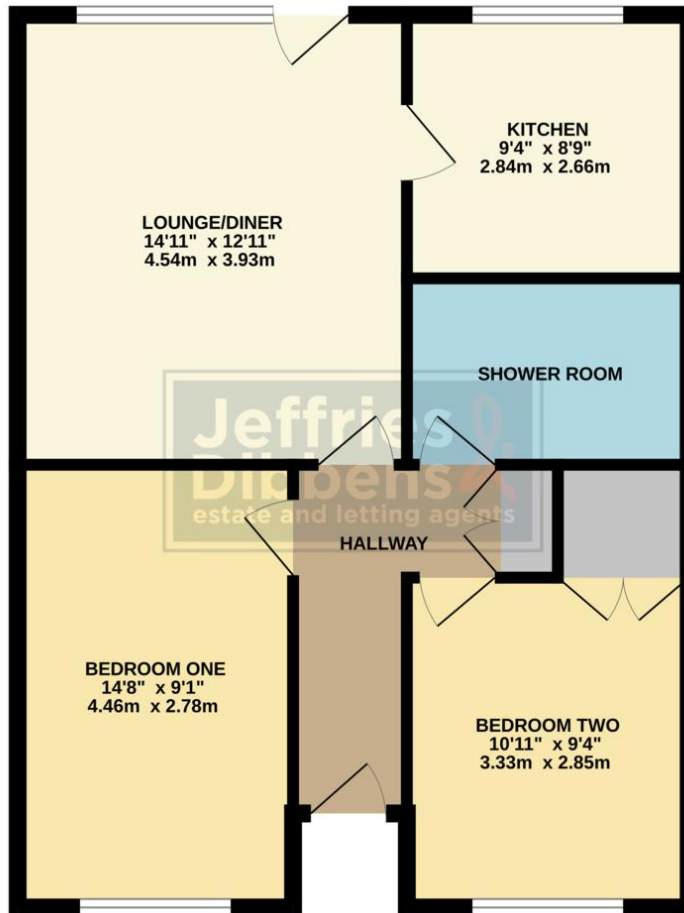 KITCHEN
9'4" x 8'9"
2.84m x 2.66m
LOUNGE/DINER
14'11" x 12'11"
4.54m x 3.93m
SHOWER ROOM
Jeffries
Dibbens
estate and letting agents
HALLWAY
BEDROOM ONE
14'8" x 9'1"
4.46m x 2.78m
BEDROOM TWO
10'11" x 9'4"
3.33m x 2.85m